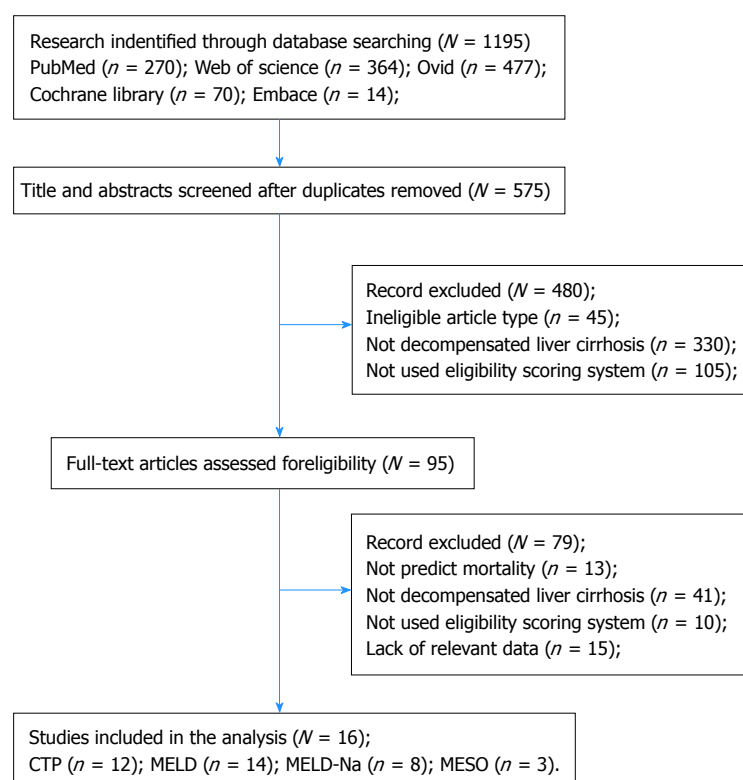 Research indentified through database searching (N = 1195)
PubMed (n = 270); Web of science (n = 364); Ovid (n = 477);
Cochrane library (n = 70); Embace (n = 14);
Title and abstracts screened after duplicates removed (N = 575)
Record excluded (N = 480);
Ineligible article type (n = 45);
Not decompensated liver cirrhosis (n = 330);
Not used eligibility scoring system (n = 105);
Full-text articles assessed foreligibility (N = 95)
Record excluded (N = 79);
Not predict mortality (n = 13);
Not decompensated liver cirrhosis (n = 41);
Not used eligibility scoring system (n = 10);
Lack of relevant data (n = 15);
Studies included in the analysis (N = 16);
CTP (n = 12); MELD (n = 14); MELD-Na (n = 8); MESO (n = 3).